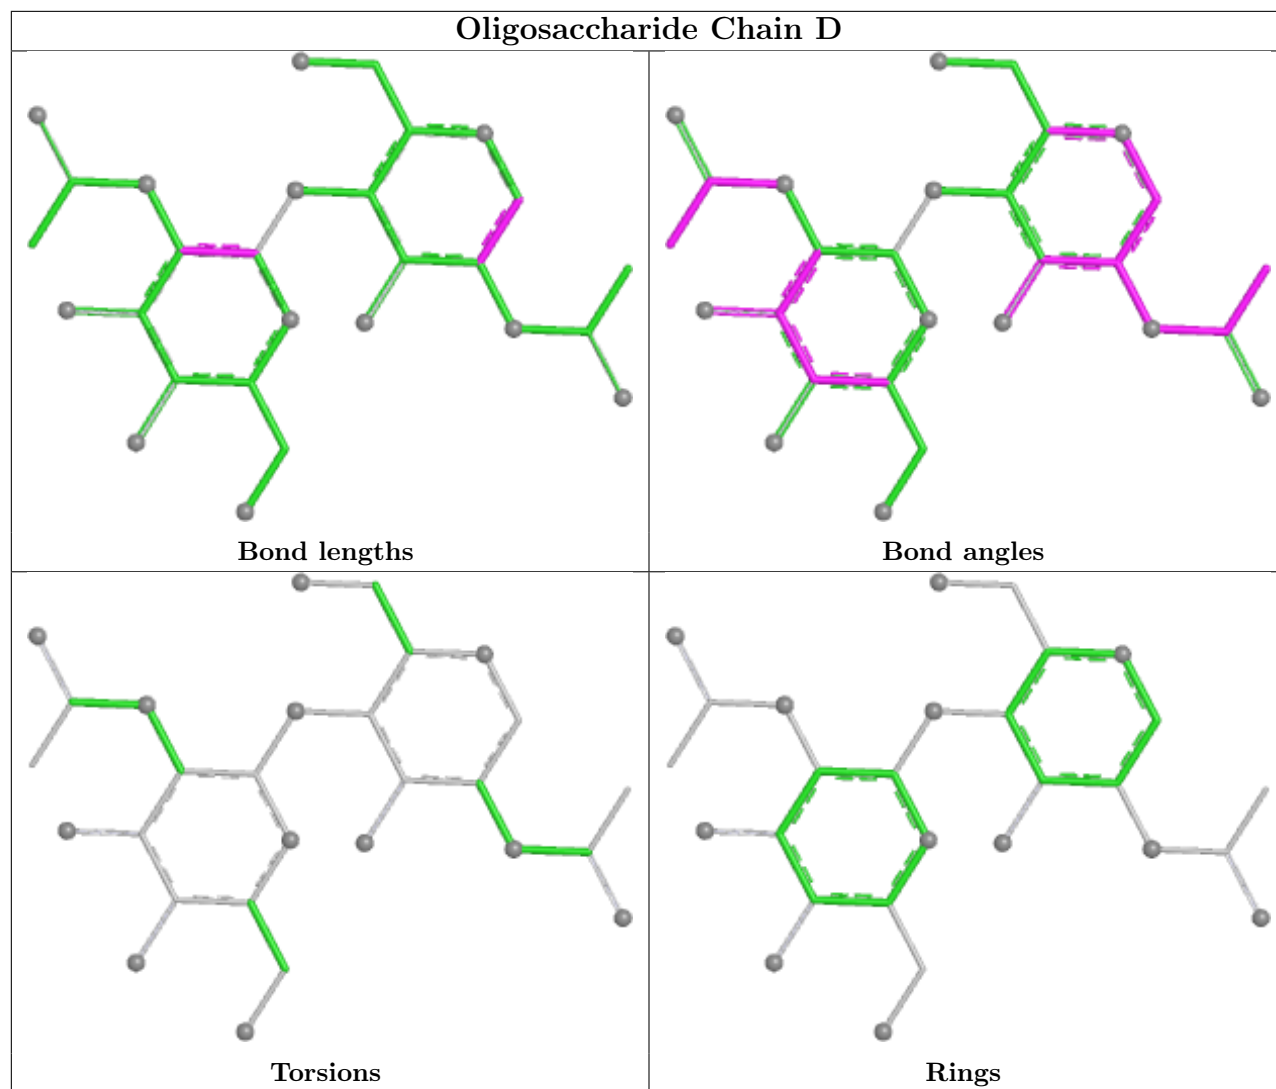 Oligosaccharide Chain D
Bond lengths
Bond angles
Torsions
Rings